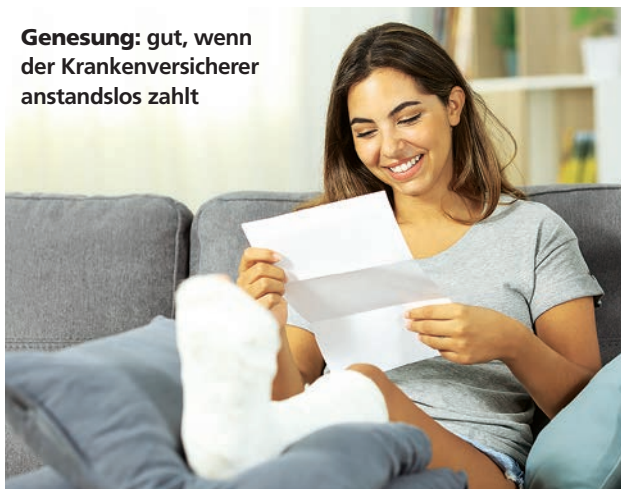 Genesung: gut, wenn
der Krankenversicherer
anstandslos zahlt